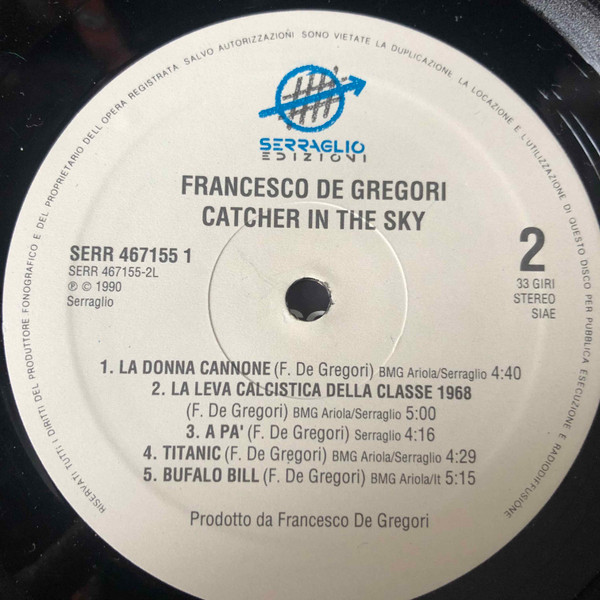 RISERVATI TUTTI I DIRITTI DEL PRODUTTORE FONOGRAFICO E DEL PROPRIETARIO DELL'OPERA REGISTRATA. SALVO AUTORIZZAZIONI SONO VIETATE LA DUPLICAZIONE, LA LOCAZIONE E L'UTILIZZAZIONE DI QUESTO DISCO PER PUBBLICA ESECUZIONE E RADIODIFFUSIONE
SERRAGLIO
EDIZIONI
FRANCESCO DE GREGORI
CATCHER IN THE SKY
SERR 467155 1
SERR 467155-2L
℗ © 1990
Serraglio
2
33 GIRI
STEREO
SIAE
1. LA DONNA CANNONE (F. De Gregori) BMG Ariola/Serraglio 4:40
2. LA LEVA CALCISTICA DELLA CLASSE 1968
(F. De Gregori) BMG Ariola/Serraglio 5:00
3. A PA' (F. De Gregori) Serraglio 4:16
4. TITANIC (F. De Gregori) BMG Ariola/Serraglio 4:29
5. BUFALO BILL (F. De Gregori) BMG Ariola/It 5:15
Prodotto da Francesco De Gregori